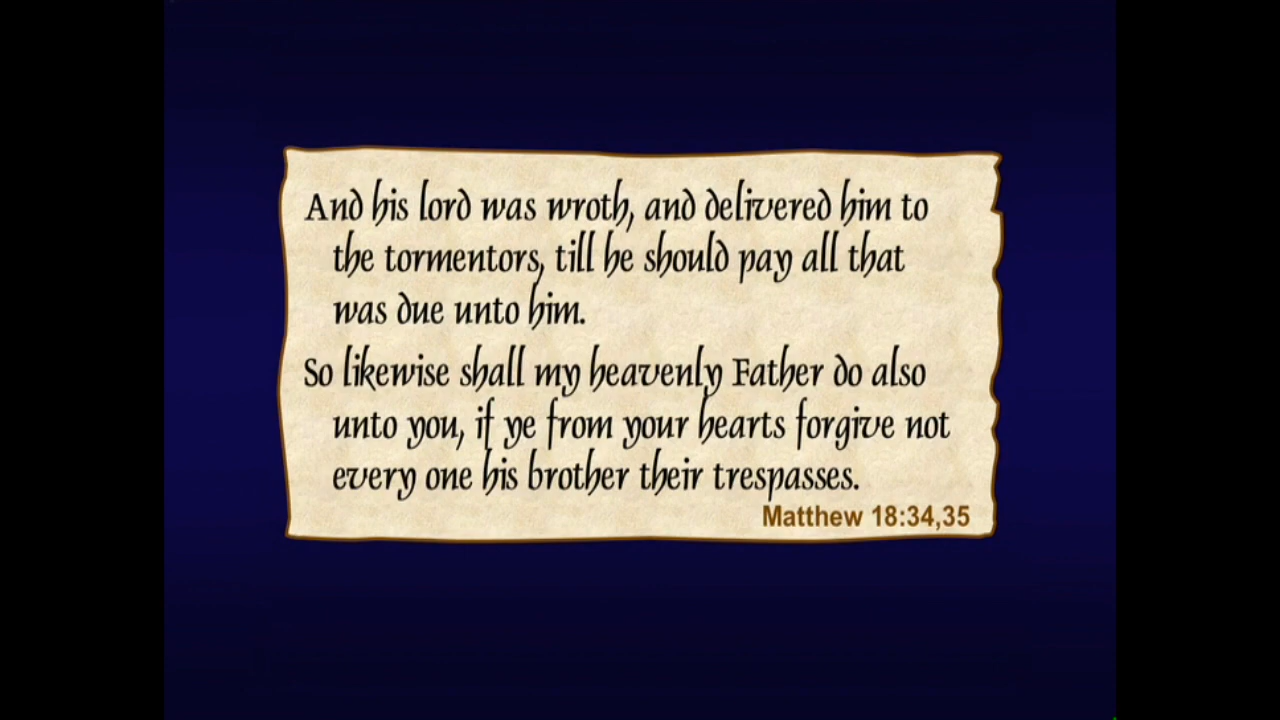 And his lord was wroth, and delivered him to
the tormentors, till he should pay all that
was due unto him.
So likewise shall my heavenly Father do also
unto you, if ye from your hearts forgive not
every one his brother their trespasses.
Matthew 18:34,35